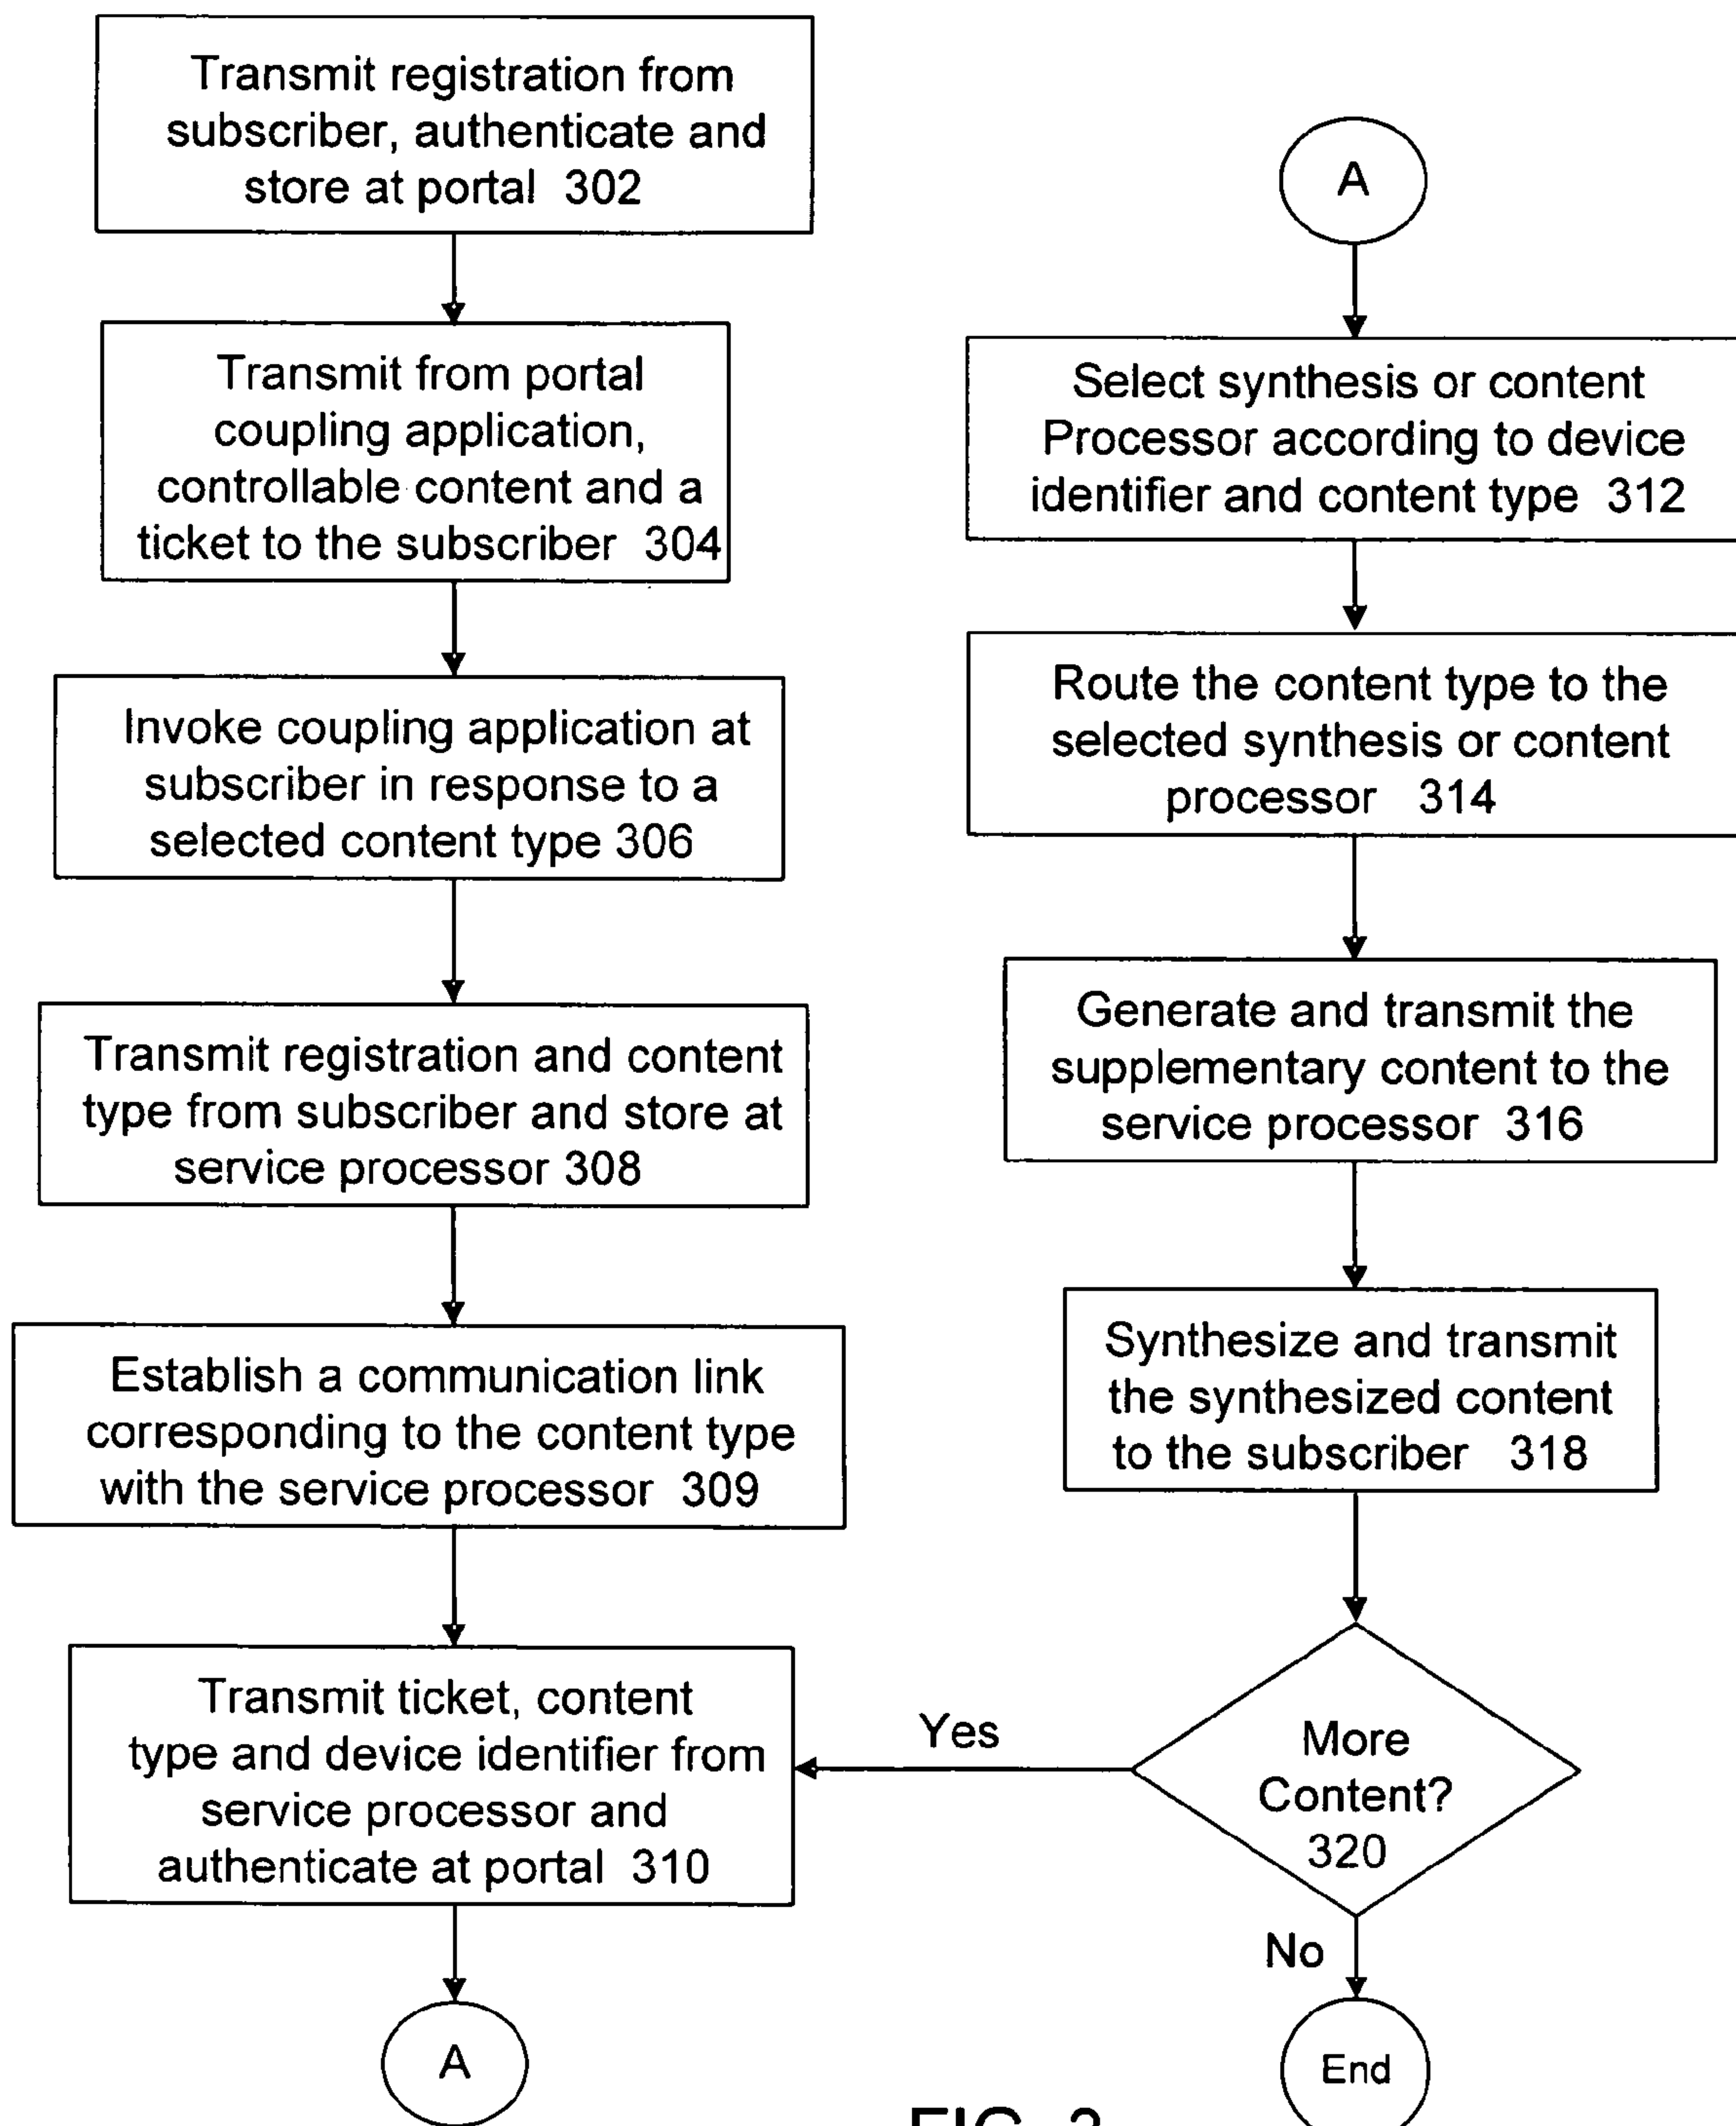 Transmit registration from
subscriber, authenticate and
store at portal 302
Transmit from portal
coupling application,
controllable content and a
ticket to the subscriber 304
Invoke coupling application at
subscriber in response to a
selected content type 306
Transmit registration and content
type from subscriber and store at
service processor 308
Establish a communication link
corresponding to the content type
with the service processor 309
Transmit ticket, content
type and device identifier from
service processor and
authenticate at portal 310
A
A
Select synthesis or content
Processor according to device
identifier and content type 312
Route the content type to the
selected synthesis or content
processor 314
Generate and transmit the
supplementary content to the
service processor 316
Synthesize and transmit
the synthesized content
to the subscriber 318
More
Content?
320
Yes
No
End